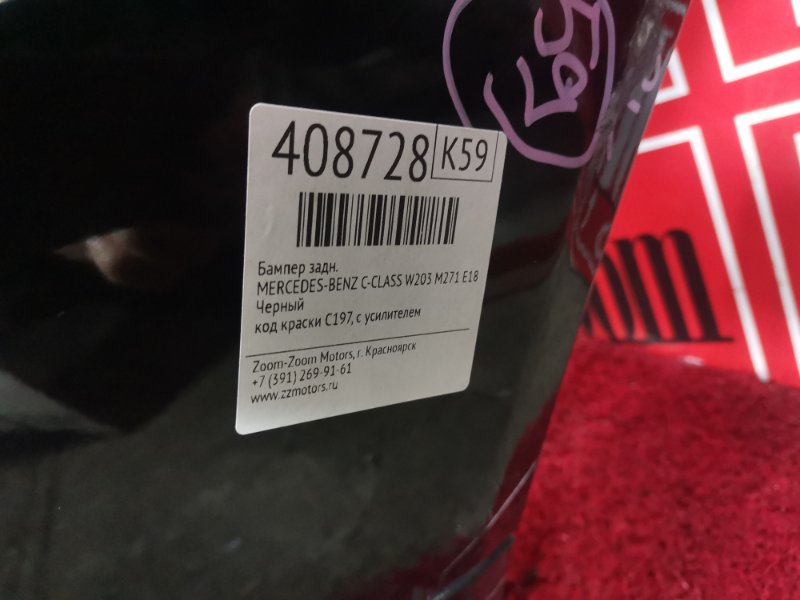 408728 K59
Бампер задн.
MERCEDES-BENZ C-CLASS W203 M271 E18
Черный
код краски C197, с усилителем
Zoom-Zoom Motors, г. Красноярск
+7 (391) 269-91-61
www.zzmotors.ru
om